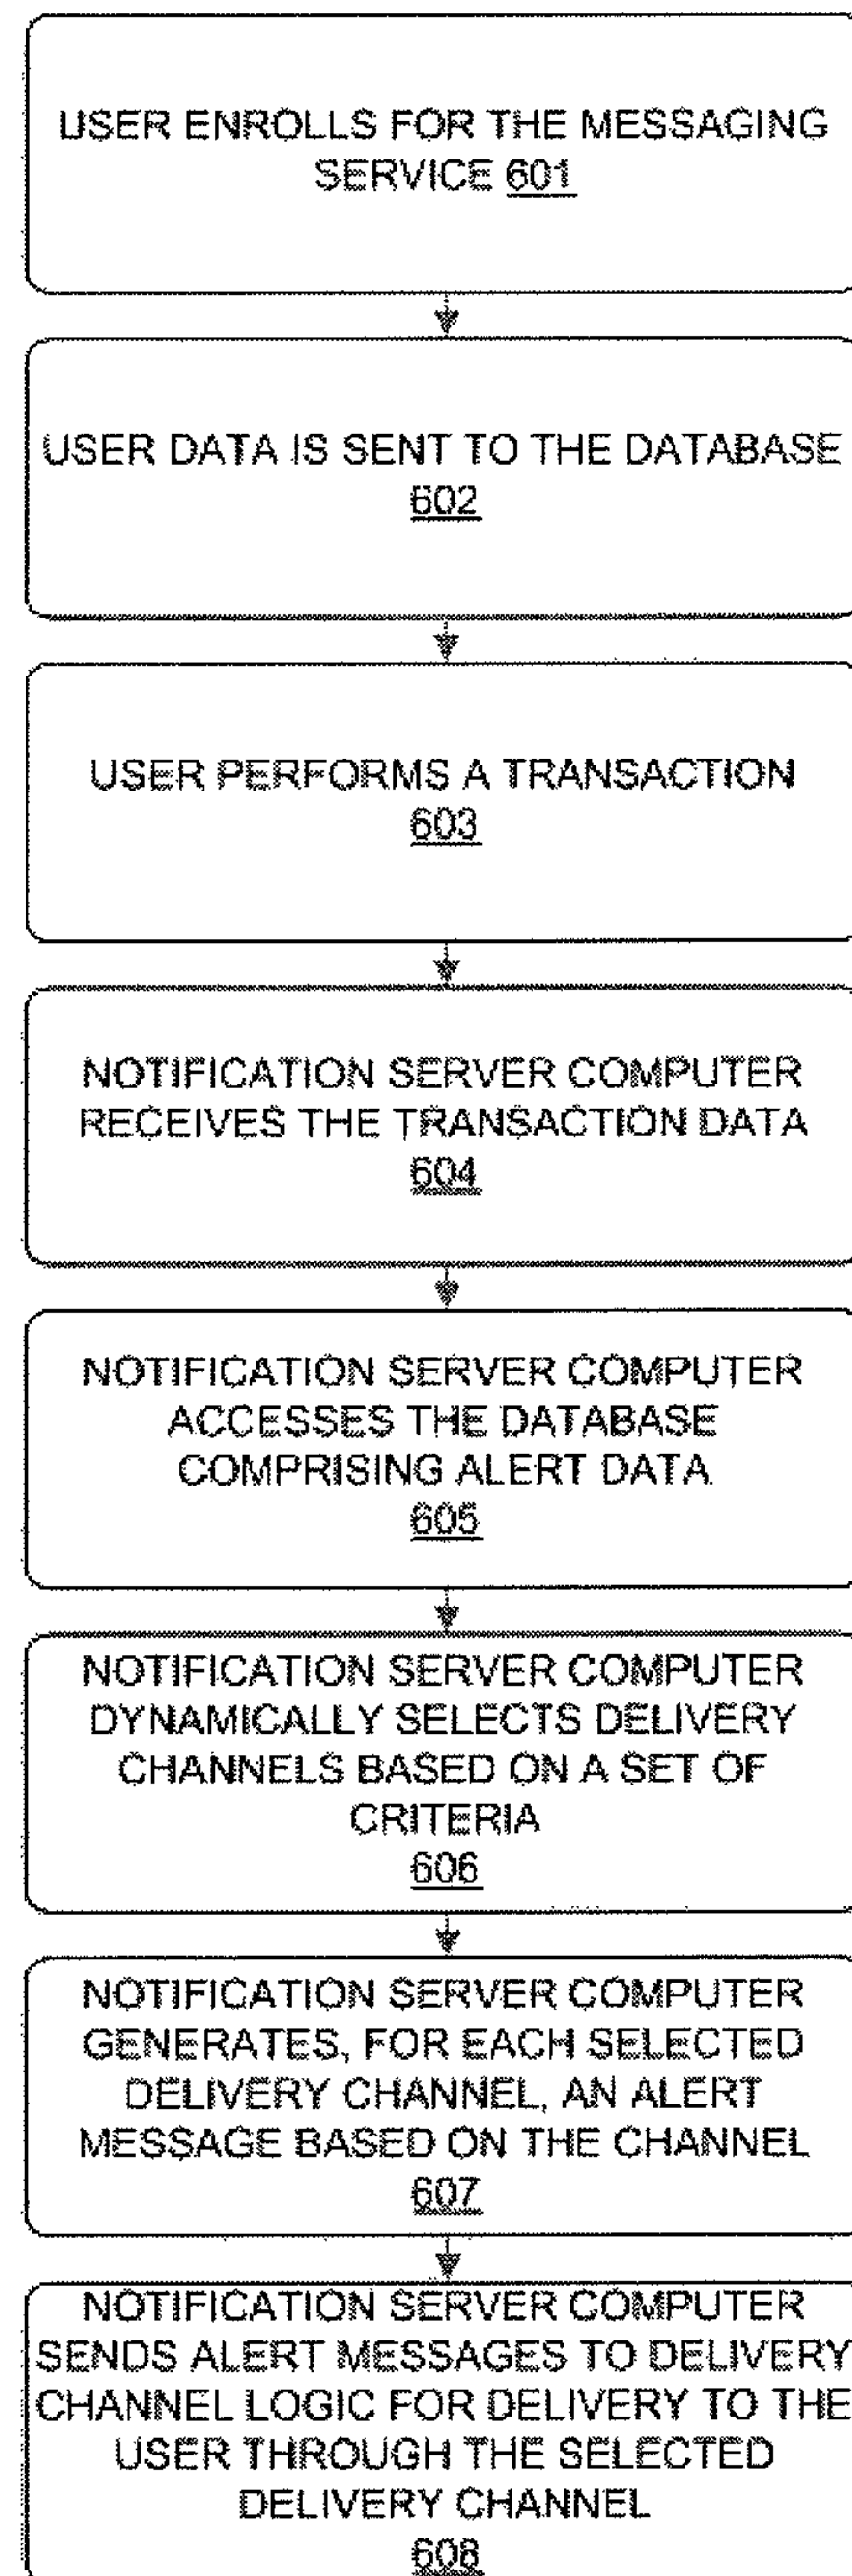 USER ENROLLS FOR THE MESSAGING
SERVICE 601
USER DATA IS SENT TO THE DATABASE
602
USER PERFORMS A TRANSACTION
603
NOTIFICATION SERVER COMPUTER
RECEIVES THE TRANSACTION DATA
604
NOTIFICATION SERVER COMPUTER
ACCESSES THE DATABASE
COMPRISING ALERT DATA
605
NOTIFICATION SERVER COMPUTER
DYNAMICALLY SELECTS DELIVERY
CHANNELS BASED ON A SET OF
CRITERIA
606
NOTIFICATION SERVER COMPUTER
GENERATES, FOR EACH SELECTED
DELIVERY CHANNEL, AN ALERT
MESSAGE BASED ON THE CHANNEL
607
NOTIFICATION SERVER COMPUTER
SENDS ALERT MESSAGES TO DELIVERY
CHANNEL LOGIC FOR DELIVERY TO THE
USER THROUGH THE SELECTED
DELIVERY CHANNEL
608